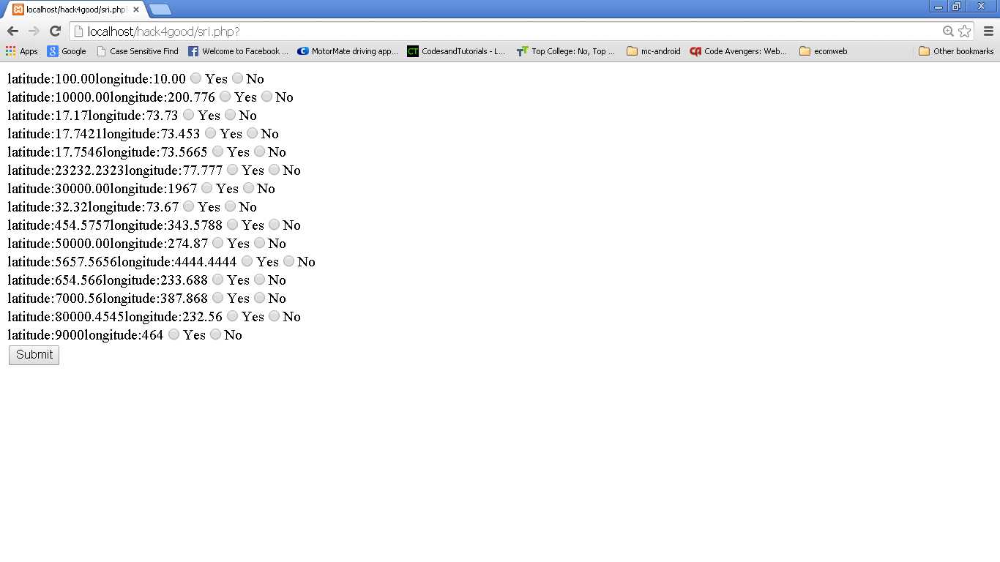 localhost/hack4good/sri.php?
localhost/hack4good/sri.php?
Apps Google Case Sensitive Find Welcome to Facebook ... MotorMate driving app... CT CodesandTutorials - L... Top College: No, Top ... mc-android Code Avengers: Web... ecomweb Other bookmarks
latitude:100.00longitude:10.00 Yes No
latitude:10000.00longitude:200.776 Yes No
latitude:17.17longitude:73.73 Yes No
latitude:17.7421longitude:73.453 Yes No
latitude:17.7546longitude:73.5665 Yes No
latitude:23232.2323longitude:77.777 Yes No
latitude:30000.00longitude:1967 Yes No
latitude:32.32longitude:73.67 Yes No
latitude:454.5757longitude:343.5788 Yes No
latitude:50000.00longitude:274.87 Yes No
latitude:5657.5656longitude:4444.4444 Yes No
latitude:654.566longitude:233.688 Yes No
latitude:7000.56longitude:387.868 Yes No
latitude:80000.4545longitude:232.56 Yes No
latitude:9000longitude:464 Yes No
Submit